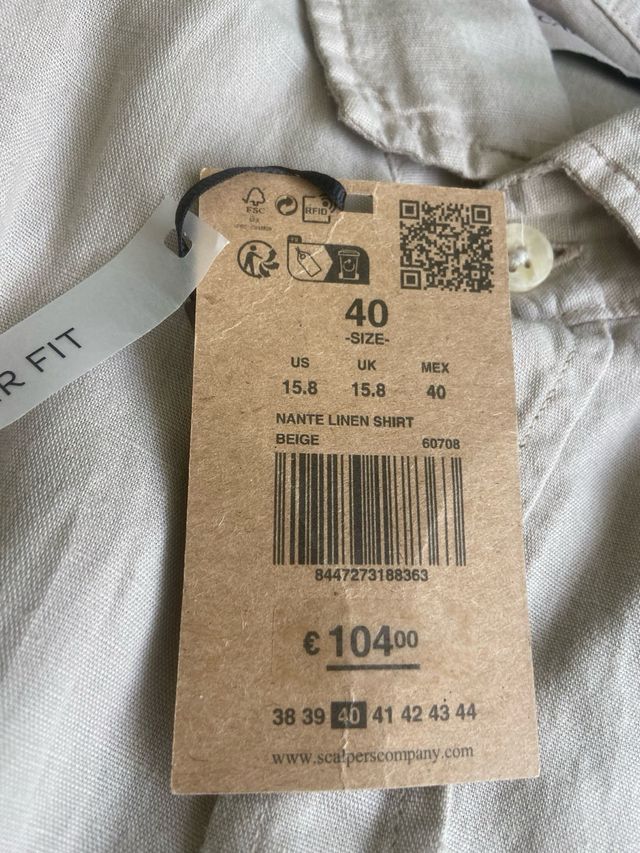 FSC
RFID
FR
40
-SIZE-
US UK MEX
15.8 15.8 40
NANTE LINEN SHIRT
BEIGE 60708
8447273188363
€ 104⁰⁰
38 39 40 41 42 43 44
www.scalperscompany.com
R FIT